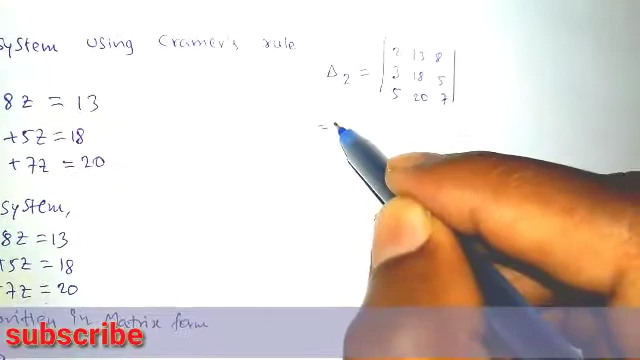 system using Cramer's rule
8z = 13
+5z = 18
+7z = 20
system,
8z = 13
+5z = 18
+7z = 20
written in Matrix form
Δ2 = | 2 13 8 |
| 3 18 5 |
| 5 20 7 |
=
subscribe